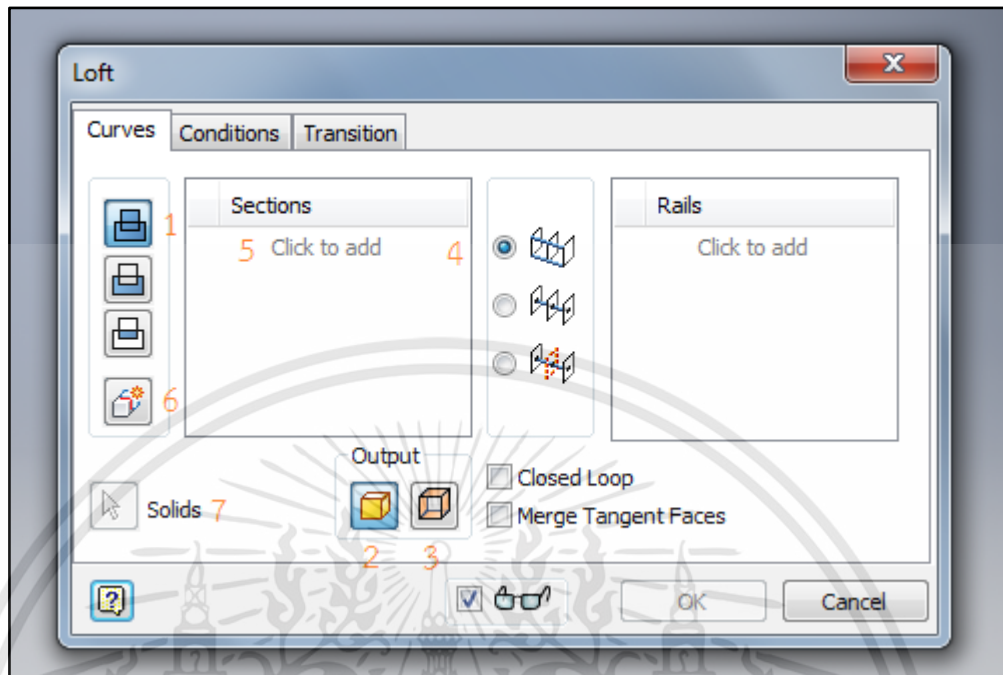 Loft
Curves Conditions Transition
1
Sections
5 Click to add
4
Rails
Click to add
6
Output
Solids 7
2 3
Closed Loop
Merge Tangent Faces
OK Cancel